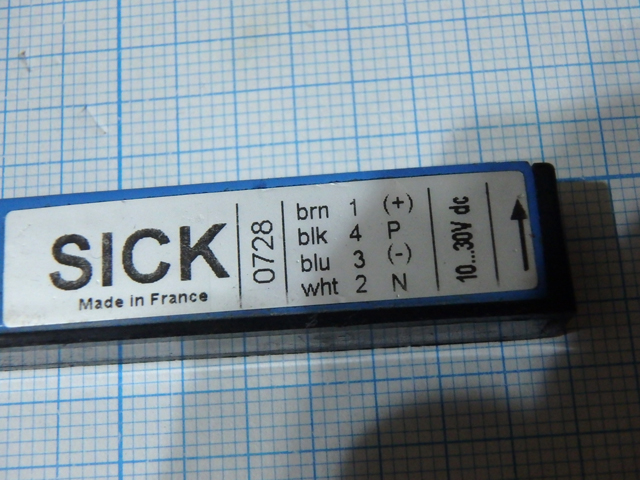 SICK
Made in France
0728
brn 1 (+)
blk 4 P
blu 3 (-)
wht 2 N
10...30V dc